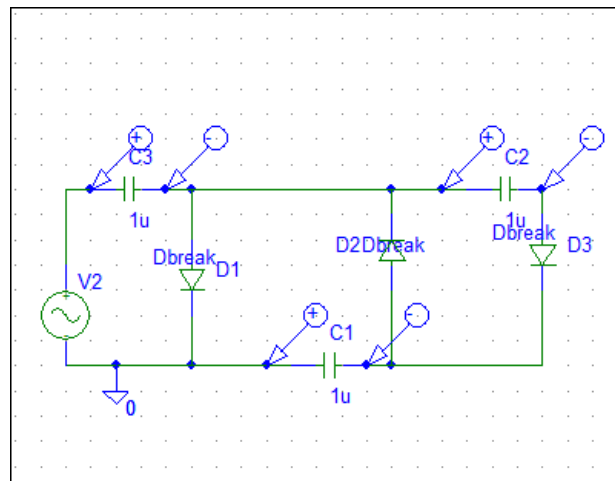 + - + -
C3 C2
1u 1u
Dbreak D1 D2Dbreak Dbreak D3
V2
+
+ -
C1
1u
0